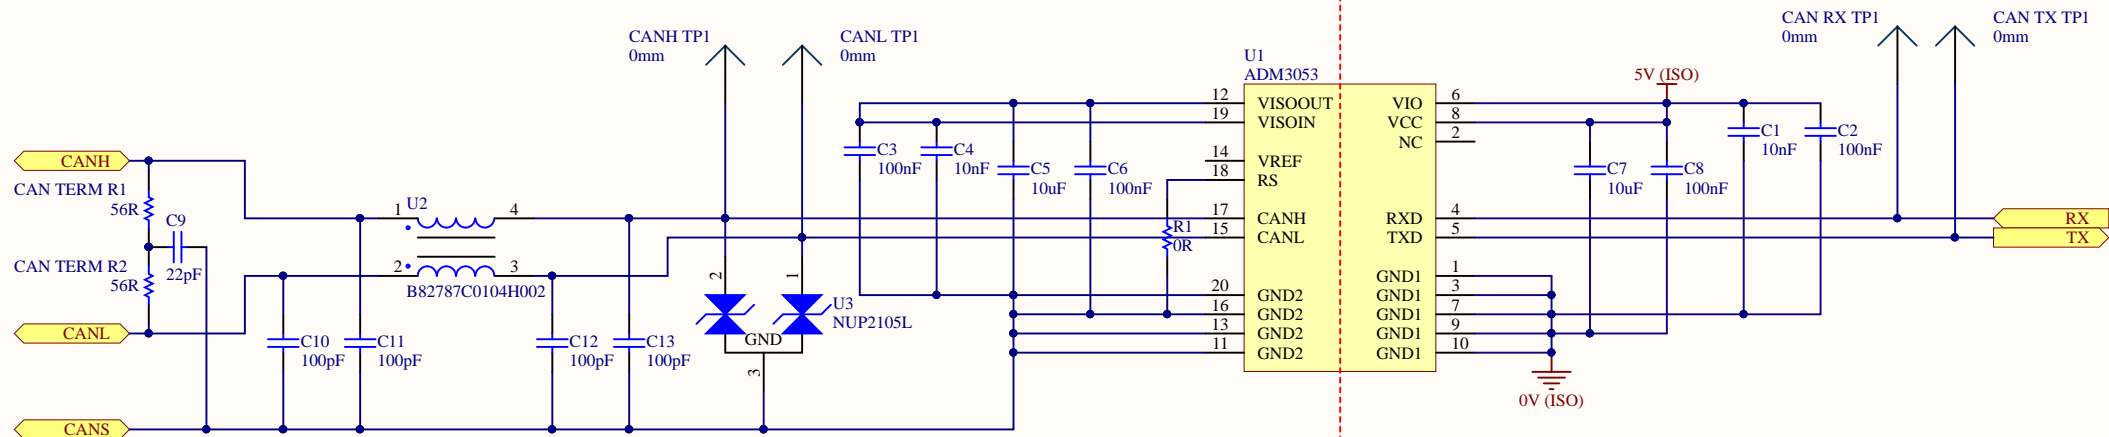 CANH TP1
0mm
CANL TP1
0mm
CAN RX TP1
0mm
CAN TX TP1
0mm
U1
ADM3053
5V (ISO)
12
VISOOUT
19
VISOIN
14
VREF
18
RS
17
CANH
15
CANL
20
GND2
16
GND2
13
GND2
11
GND2
VIO
6
VCC
8
NC
2
RXD
4
TXD
5
GND1
1
GND1
3
GND1
7
GND1
9
GND1
10
C3
100nF
C4
10nF
C5
10uF
C6
100nF
R1
0R
C1
10nF
C2
100nF
C7
10uF
C8
100nF
RX
TX
0V (ISO)
CANH
CAN TERM R1
56R
C9
22pF
CAN TERM R2
56R
CANL
CANS
U2
1
4
2
3
B82787C0104H002
C10
100pF
C11
100pF
C12
100pF
C13
100pF
2
1
U3
NUP2105L
GND
3